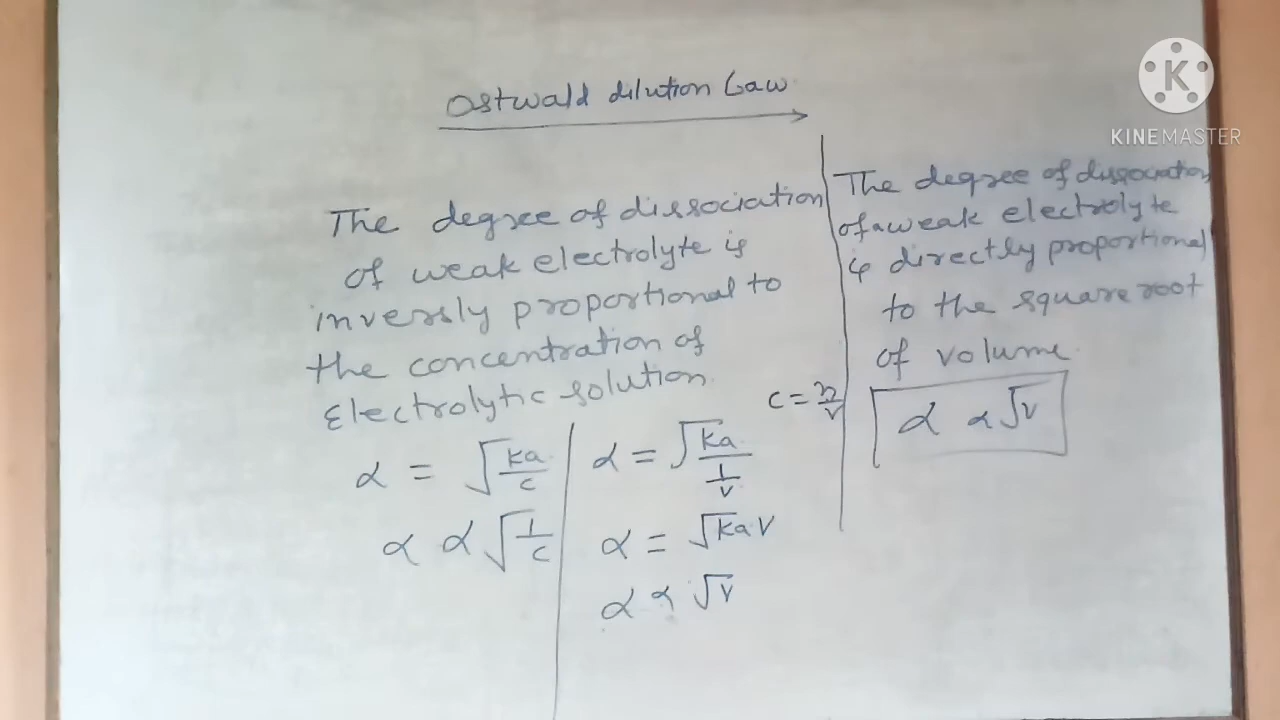 Ostwald dilution Law
The degree of dissociation
of weak electrolyte is
inversly proportional to
the concentration of
Electrolytic solution.
α = √ka/c
α α √1/c
α = √ka/1/v
α = √ka V
α α √v
c = n/v
The degree of dissociation
of a weak electrolyte
is directly proportional
to the square root
of volume.
α α √v
K
KINEMASTER